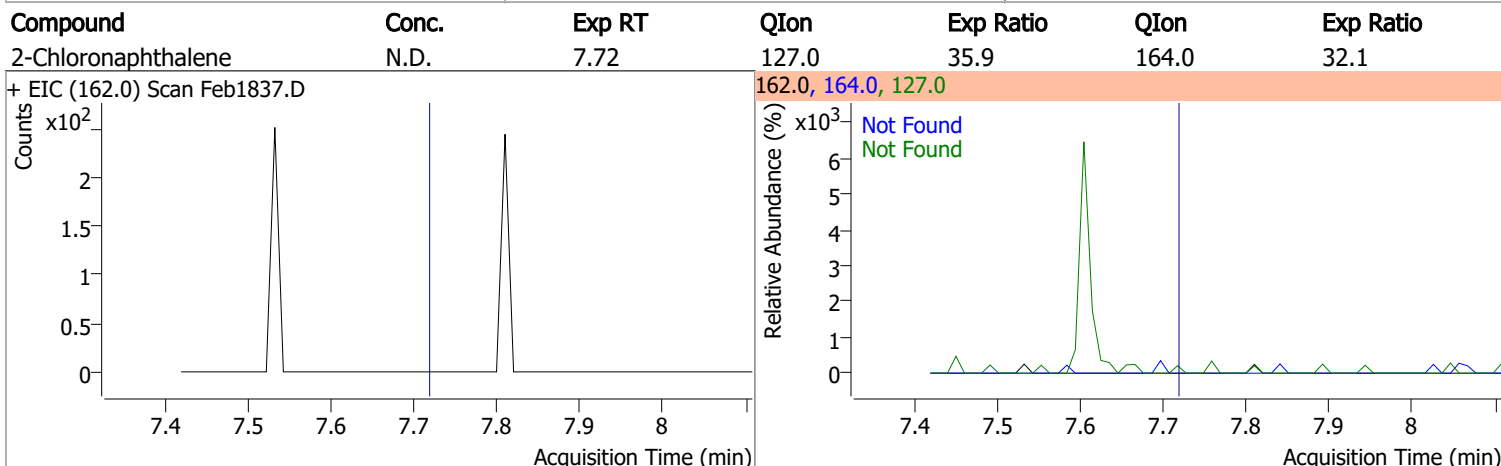 Compound Conc. Exp RT QIon Exp Ratio QIon Exp Ratio
2-Chloronaphthalene N.D. 7.72 127.0 35.9 164.0 32.1
+ EIC (162.0) Scan Feb1837.D
Counts
x10²
2
1.5
1
0.5
0
7.4 7.5 7.6 7.7 7.8 7.9 8
Acquisition Time (min)
162.0, 164.0, 127.0
Relative Abundance (%)
x10³
Not Found
Not Found
6
5
4
3
2
1
0
7.4 7.5 7.6 7.7 7.8 7.9 8
Acquisition Time (min)